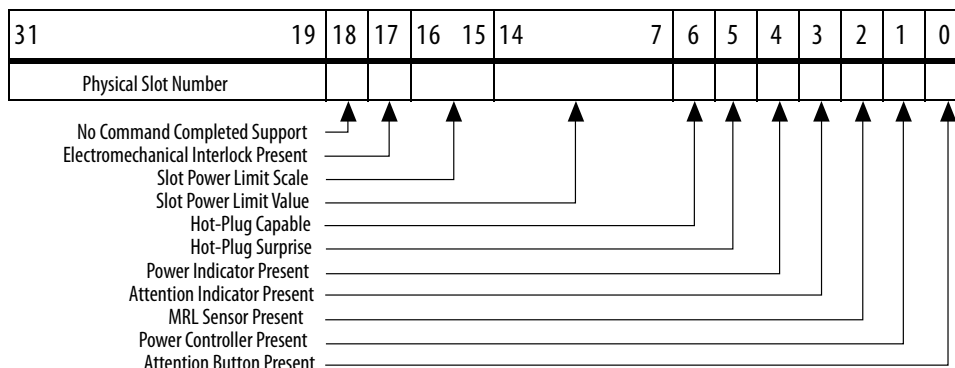 31 19 18 17 16 15 14 7 6 5 4 3 2 1 0
Physical Slot Number
No Command Completed Support
Electromechanical Interlock Present
Slot Power Limit Scale
Slot Power Limit Value
Hot-Plug Capable
Hot-Plug Surprise
Power Indicator Present
Attention Indicator Present
MRL Sensor Present
Power Controller Present
Attention Button Present